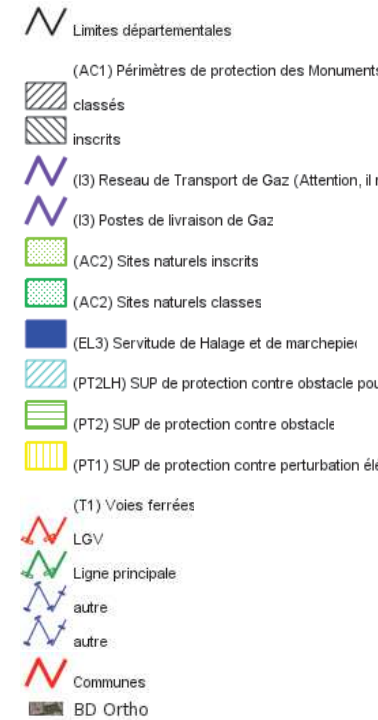 Limites départementales
(AC1) Périmètres de protection des Monuments
classés
inscrits
(I3) Reseau de Transport de Gaz (Attention, il
(I3) Postes de livraison de Gaz
(AC2) Sites naturels inscrits
(AC2) Sites naturels classes
(EL3) Servitude de Halage et de marchepied
(PT2LH) SUP de protection contre obstacle pou
(PT2) SUP de protection contre obstacle
(PT1) SUP de protection contre perturbation élé
(T1) Voies ferrées
LGV
Ligne principale
autre
autre
Communes
BD Ortho